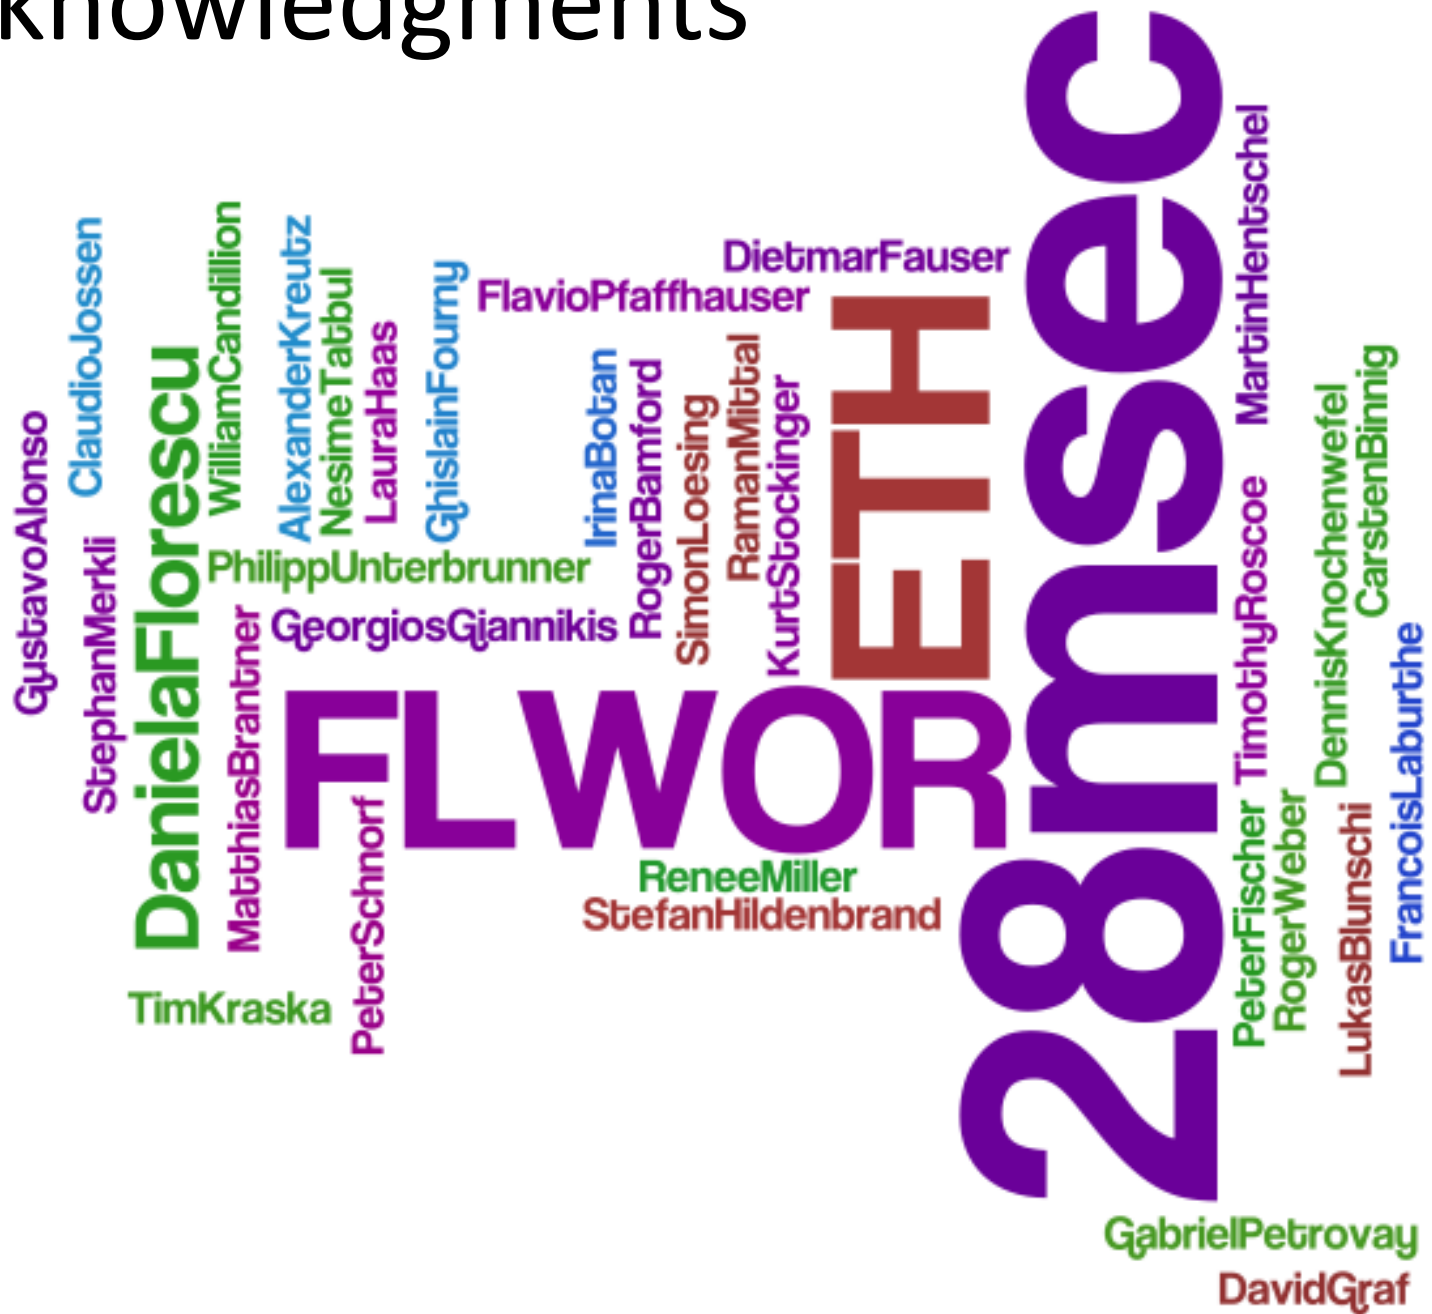 knowledgments
GustavoAlonso
ClaudioJossen
StephanMerkli
DanielaFlorescu
WilliamCandillion
MatthiasBrantner
AlexanderKreutz
NesimeTatbul
LauraHaas
GhislainFourny
PhilippUnterbrunner
GeorgiosGiannikis
FlavioPfaffhauser
DietmarFauser
IrinaBotan
RogerBamford
SimonLoesing
RamanMittal
KurtStockinger
ETH
FLWOR
28msec
ReneeMiller
StefanHildenbrand
PeterSchnorf
TimKraska
MartinHentschel
TimothyRoscoe
PeterFischer
RogerWeber
DennisKnochenwefel
CarstenBinnig
LukasBlunschi
FrancoisLaburthe
GabrielPetrovay
DavidGraf